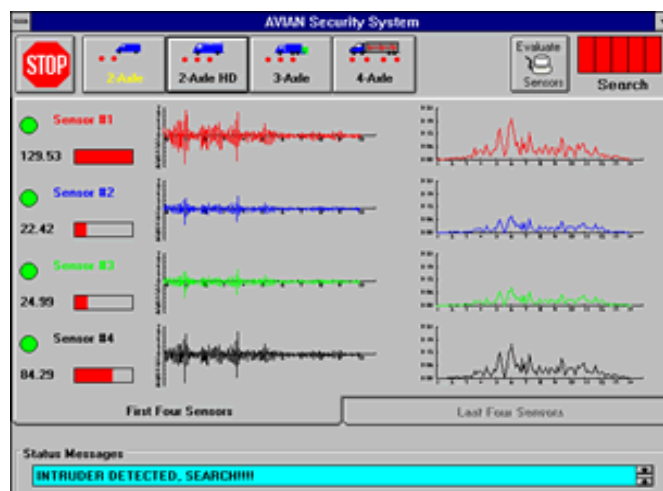 AVIAN Security System
STOP
2-Axle
2-Axle HD
3-Axle
4-Axle
Evaluate
Sensors
Search
Sensor #1
129.53
Sensor #2
22.42
Sensor #3
24.99
Sensor #4
84.29
First Four Sensors
Last Four Sensors
Status Messages
INTRUDER DETECTED, SEARCH!!!!